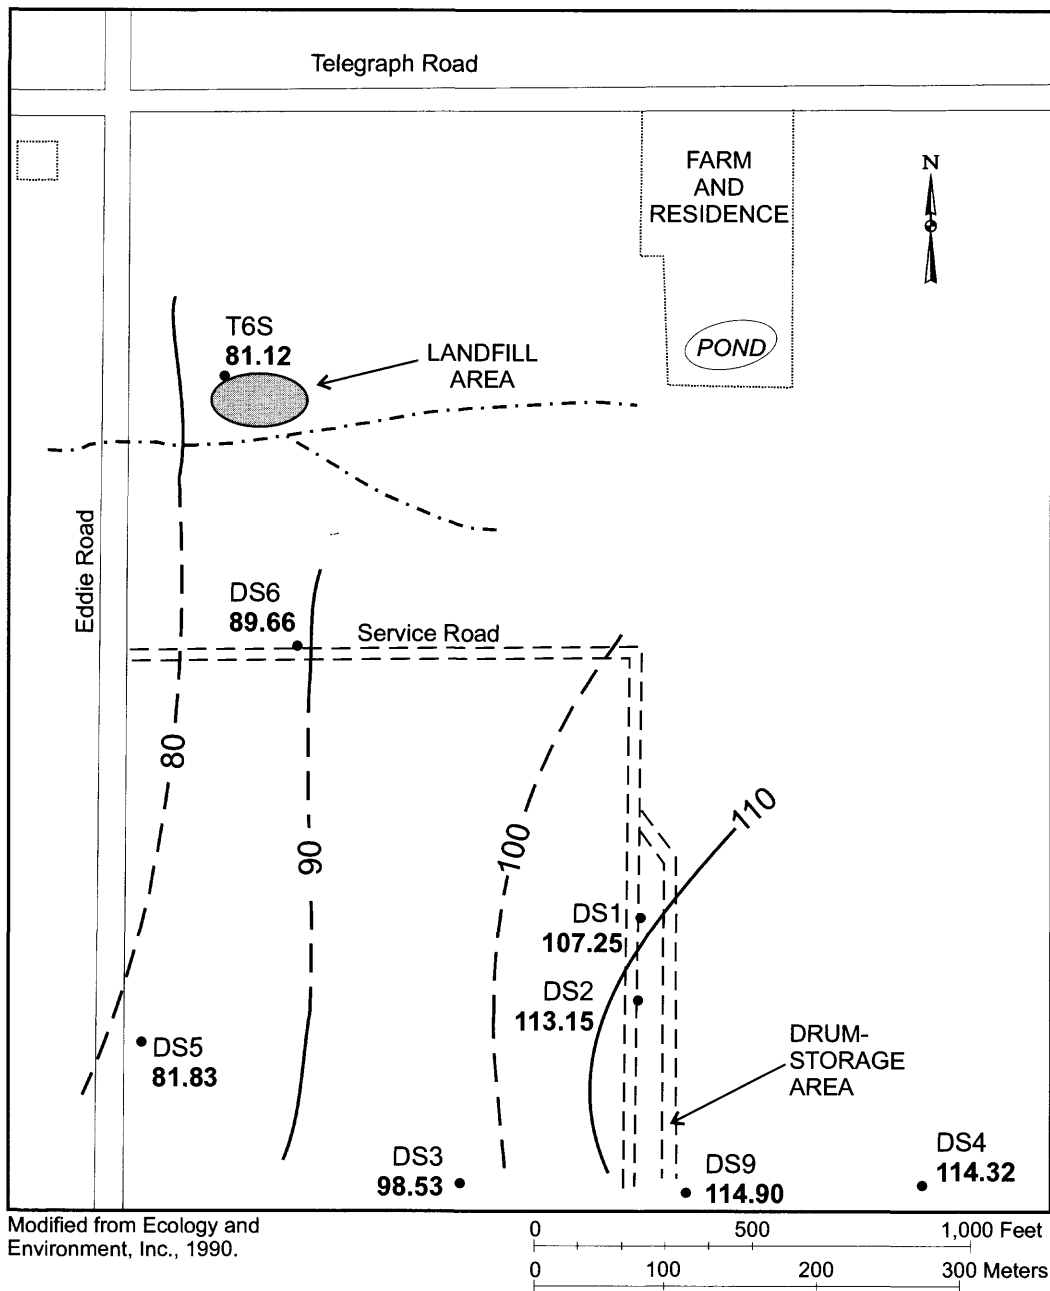 Telegraph Road
FARM
AND
RESIDENCE
N
POND
T6S
81.12
LANDFILL
AREA
Eddie Road
DS6
89.66
Service Road
80
90
100
110
DS1
107.25
DS2
113.15
DRUM-
STORAGE
AREA
DS5
81.83
DS3
98.53
DS9
114.90
DS4
114.32
Modified from Ecology and
Environment, Inc., 1990.
0 500 1,000 Feet
0 100 200 300 Meters